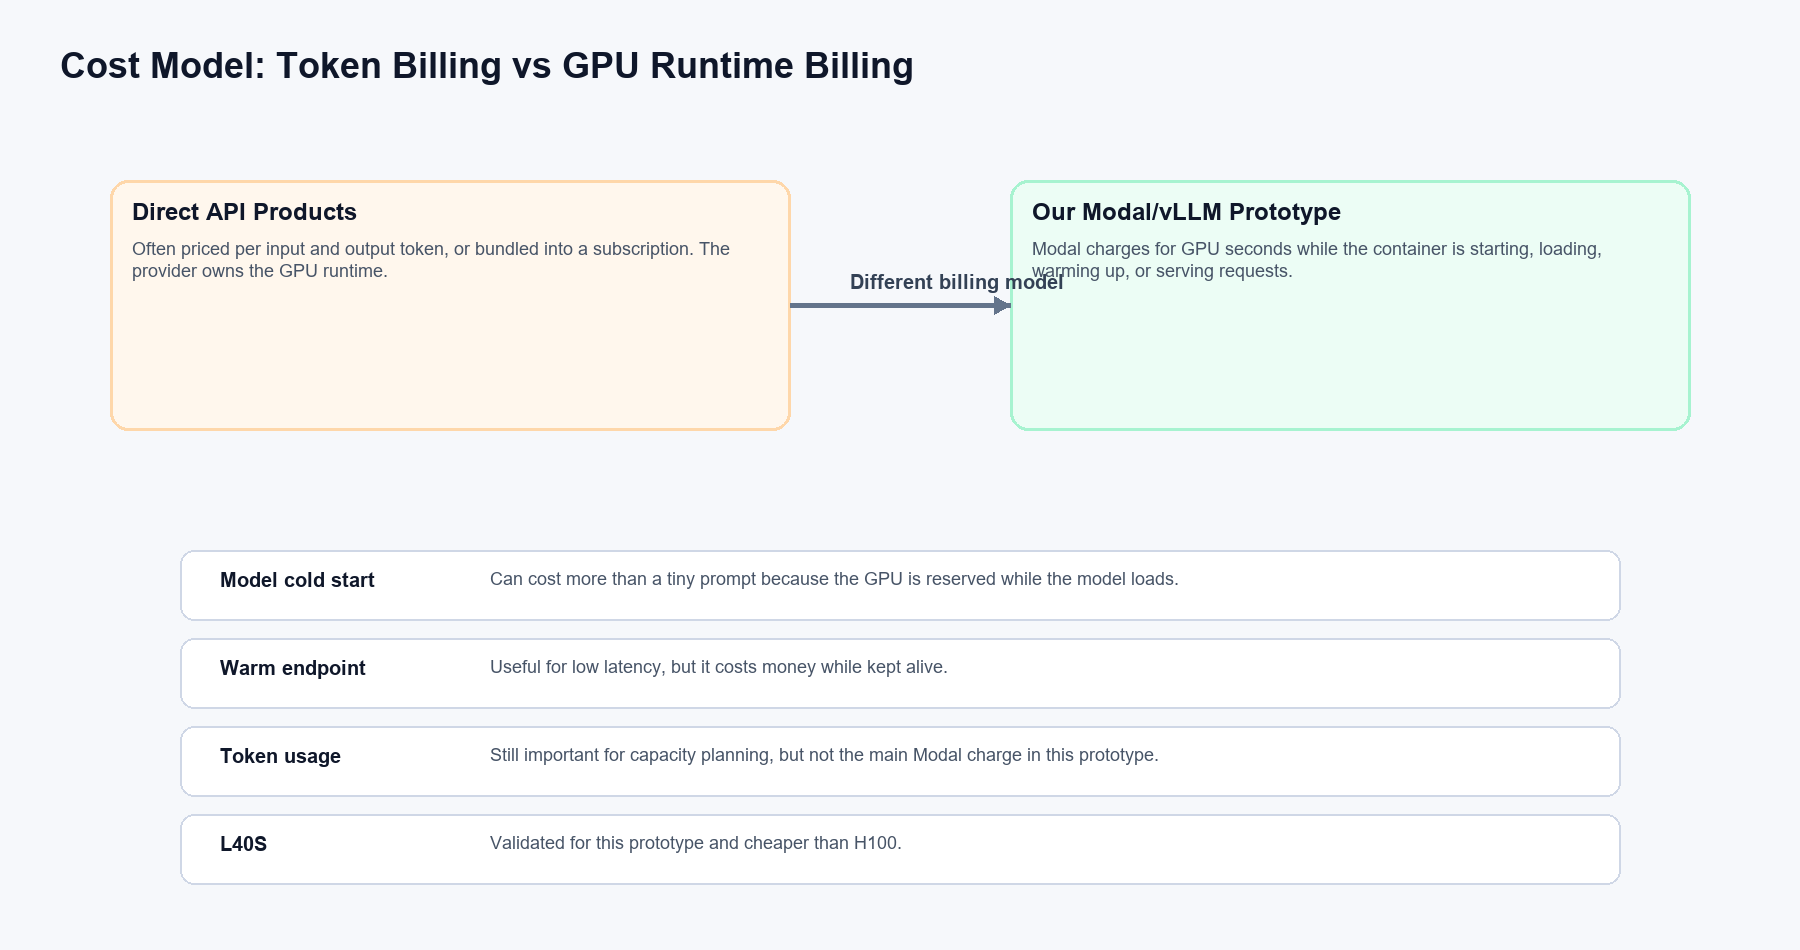 Cost Model: Token Billing vs GPU Runtime Billing
Direct API Products
Often priced per input and output token, or bundled into a subscription. The
provider owns the GPU runtime.
Different billing model
Our Modal/vLLM Prototype
Modal charges for GPU seconds while the container is starting, loading,
warming up, or serving requests.
Model cold start
Can cost more than a tiny prompt because the GPU is reserved while the model loads.
Warm endpoint
Useful for low latency, but it costs money while kept alive.
Token usage
Still important for capacity planning, but not the main Modal charge in this prototype.
L40S
Validated for this prototype and cheaper than H100.